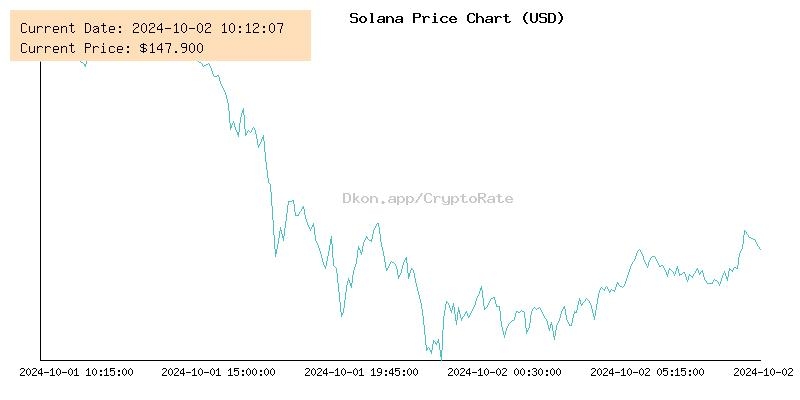 Solana Price Chart (USD)
Current Date: 2024-10-02 10:12:07
Current Price: $147.900
Dkon.app/CryptoRate
2024-10-01 10:15:00 2024-10-01 15:00:00 2024-10-01 19:45:00 2024-10-02 00:30:00 2024-10-02 05:15:00 2024-10-02